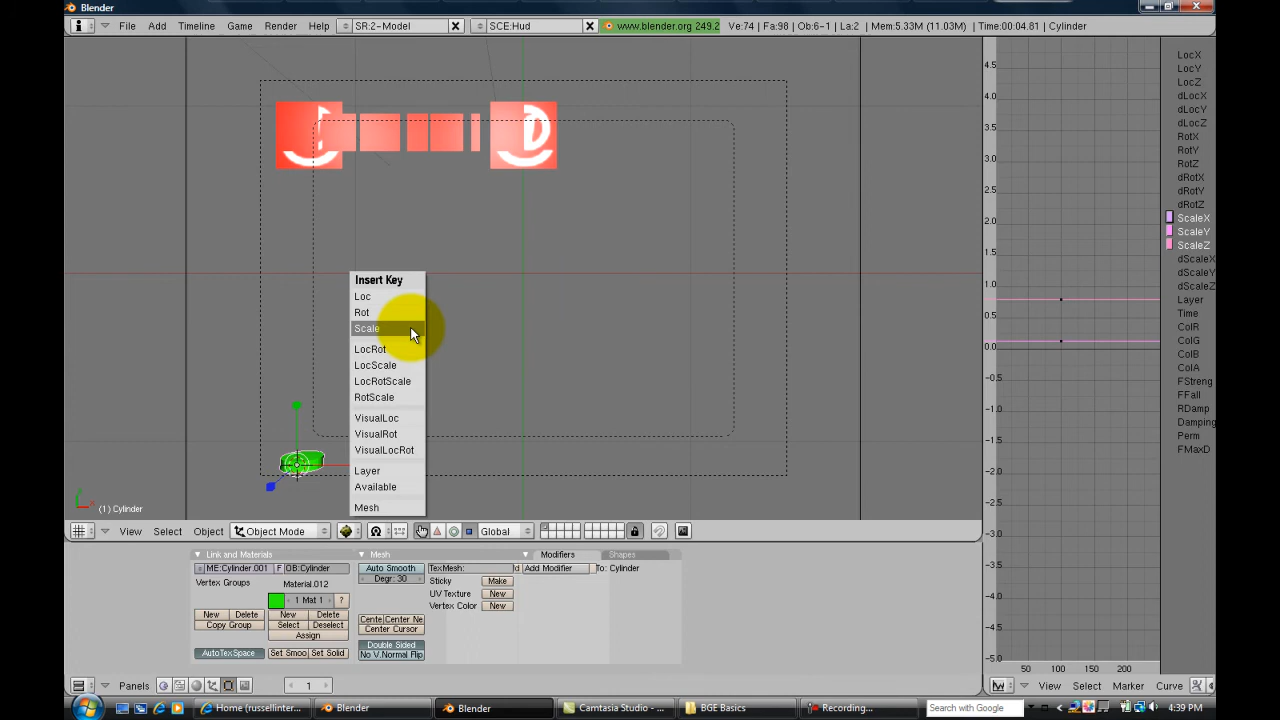 Blender
File Add Timeline Game Render Help SR:2-Model SCE:Hud www.blender.org 249.2 Ve:74 | Fa:98 | Ob:6-1 | La:2 | Mem:5.33M (11.03M) | Time:00:04.81 | Cylinder
Insert Key
Loc
Rot
Scale
LocRot
LocScale
LocRotScale
RotScale
VisualLoc
VisualRot
VisualLocRot
Layer
Available
Mesh
(1) Cylinder
4.5
4.0
3.5
3.0
2.5
2.0
1.5
1.0
0.5
0.0
-0.5
-1.0
-1.5
-2.0
-2.5
-3.0
-3.5
-4.0
-4.5
-5.0
50 100 150 200
LocX
LocY
LocZ
dLocX
dLocY
dLocZ
RotX
RotY
RotZ
dRotX
dRotY
dRotZ
ScaleX
ScaleY
ScaleZ
dScaleX
dScaleY
dScaleZ
Layer
Time
ColR
ColG
ColB
ColA
FStreng
FFall
RDamp
Damping
Perm
FMaxD
View Select Object Object Mode Global
Link and Materials
ME:Cylinder.001 F OB:Cylinder
Vertex Groups Material.012
1 Mat 1 ?
New Delete New Delete
Copy Group Select Deselect
Assign
AutoTexSpace Set Smoo Set Solid
Mesh
Auto Smooth
Degr: 30
TexMesh:
Sticky Make
UV Texture New
Vertex Color New
Cente Center Ne
Center Cursor
Double Sided
No V.Normal Flip
Modifiers Shapes
Add Modifier To: Cylinder
Panels 1
View Select Marker Curve
Home (russellinter... Blender Blender Camtasia Studio - ... BGE Basics Recording... Search with Google 4:39 PM